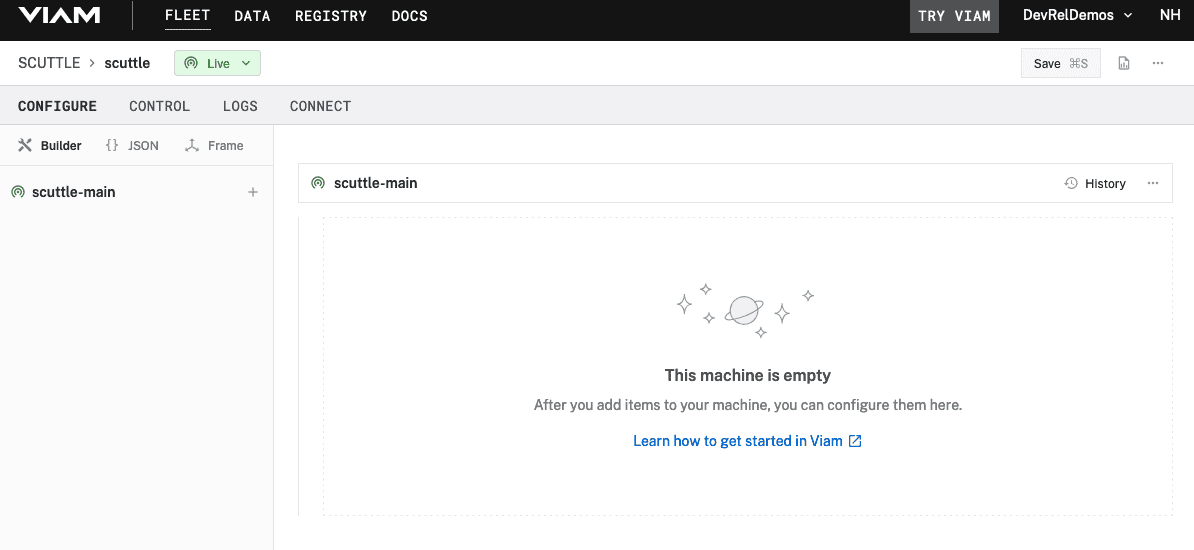 VIAM FLEET DATA REGISTRY DOCS TRY VIAM DevRelDemos NH
SCUTTLE > scuttle Live Save ⌘S
CONFIGURE CONTROL LOGS CONNECT
Builder {} JSON Frame
scuttle-main +
scuttle-main History ...
This machine is empty
After you add items to your machine, you can configure them here.
Learn how to get started in Viam